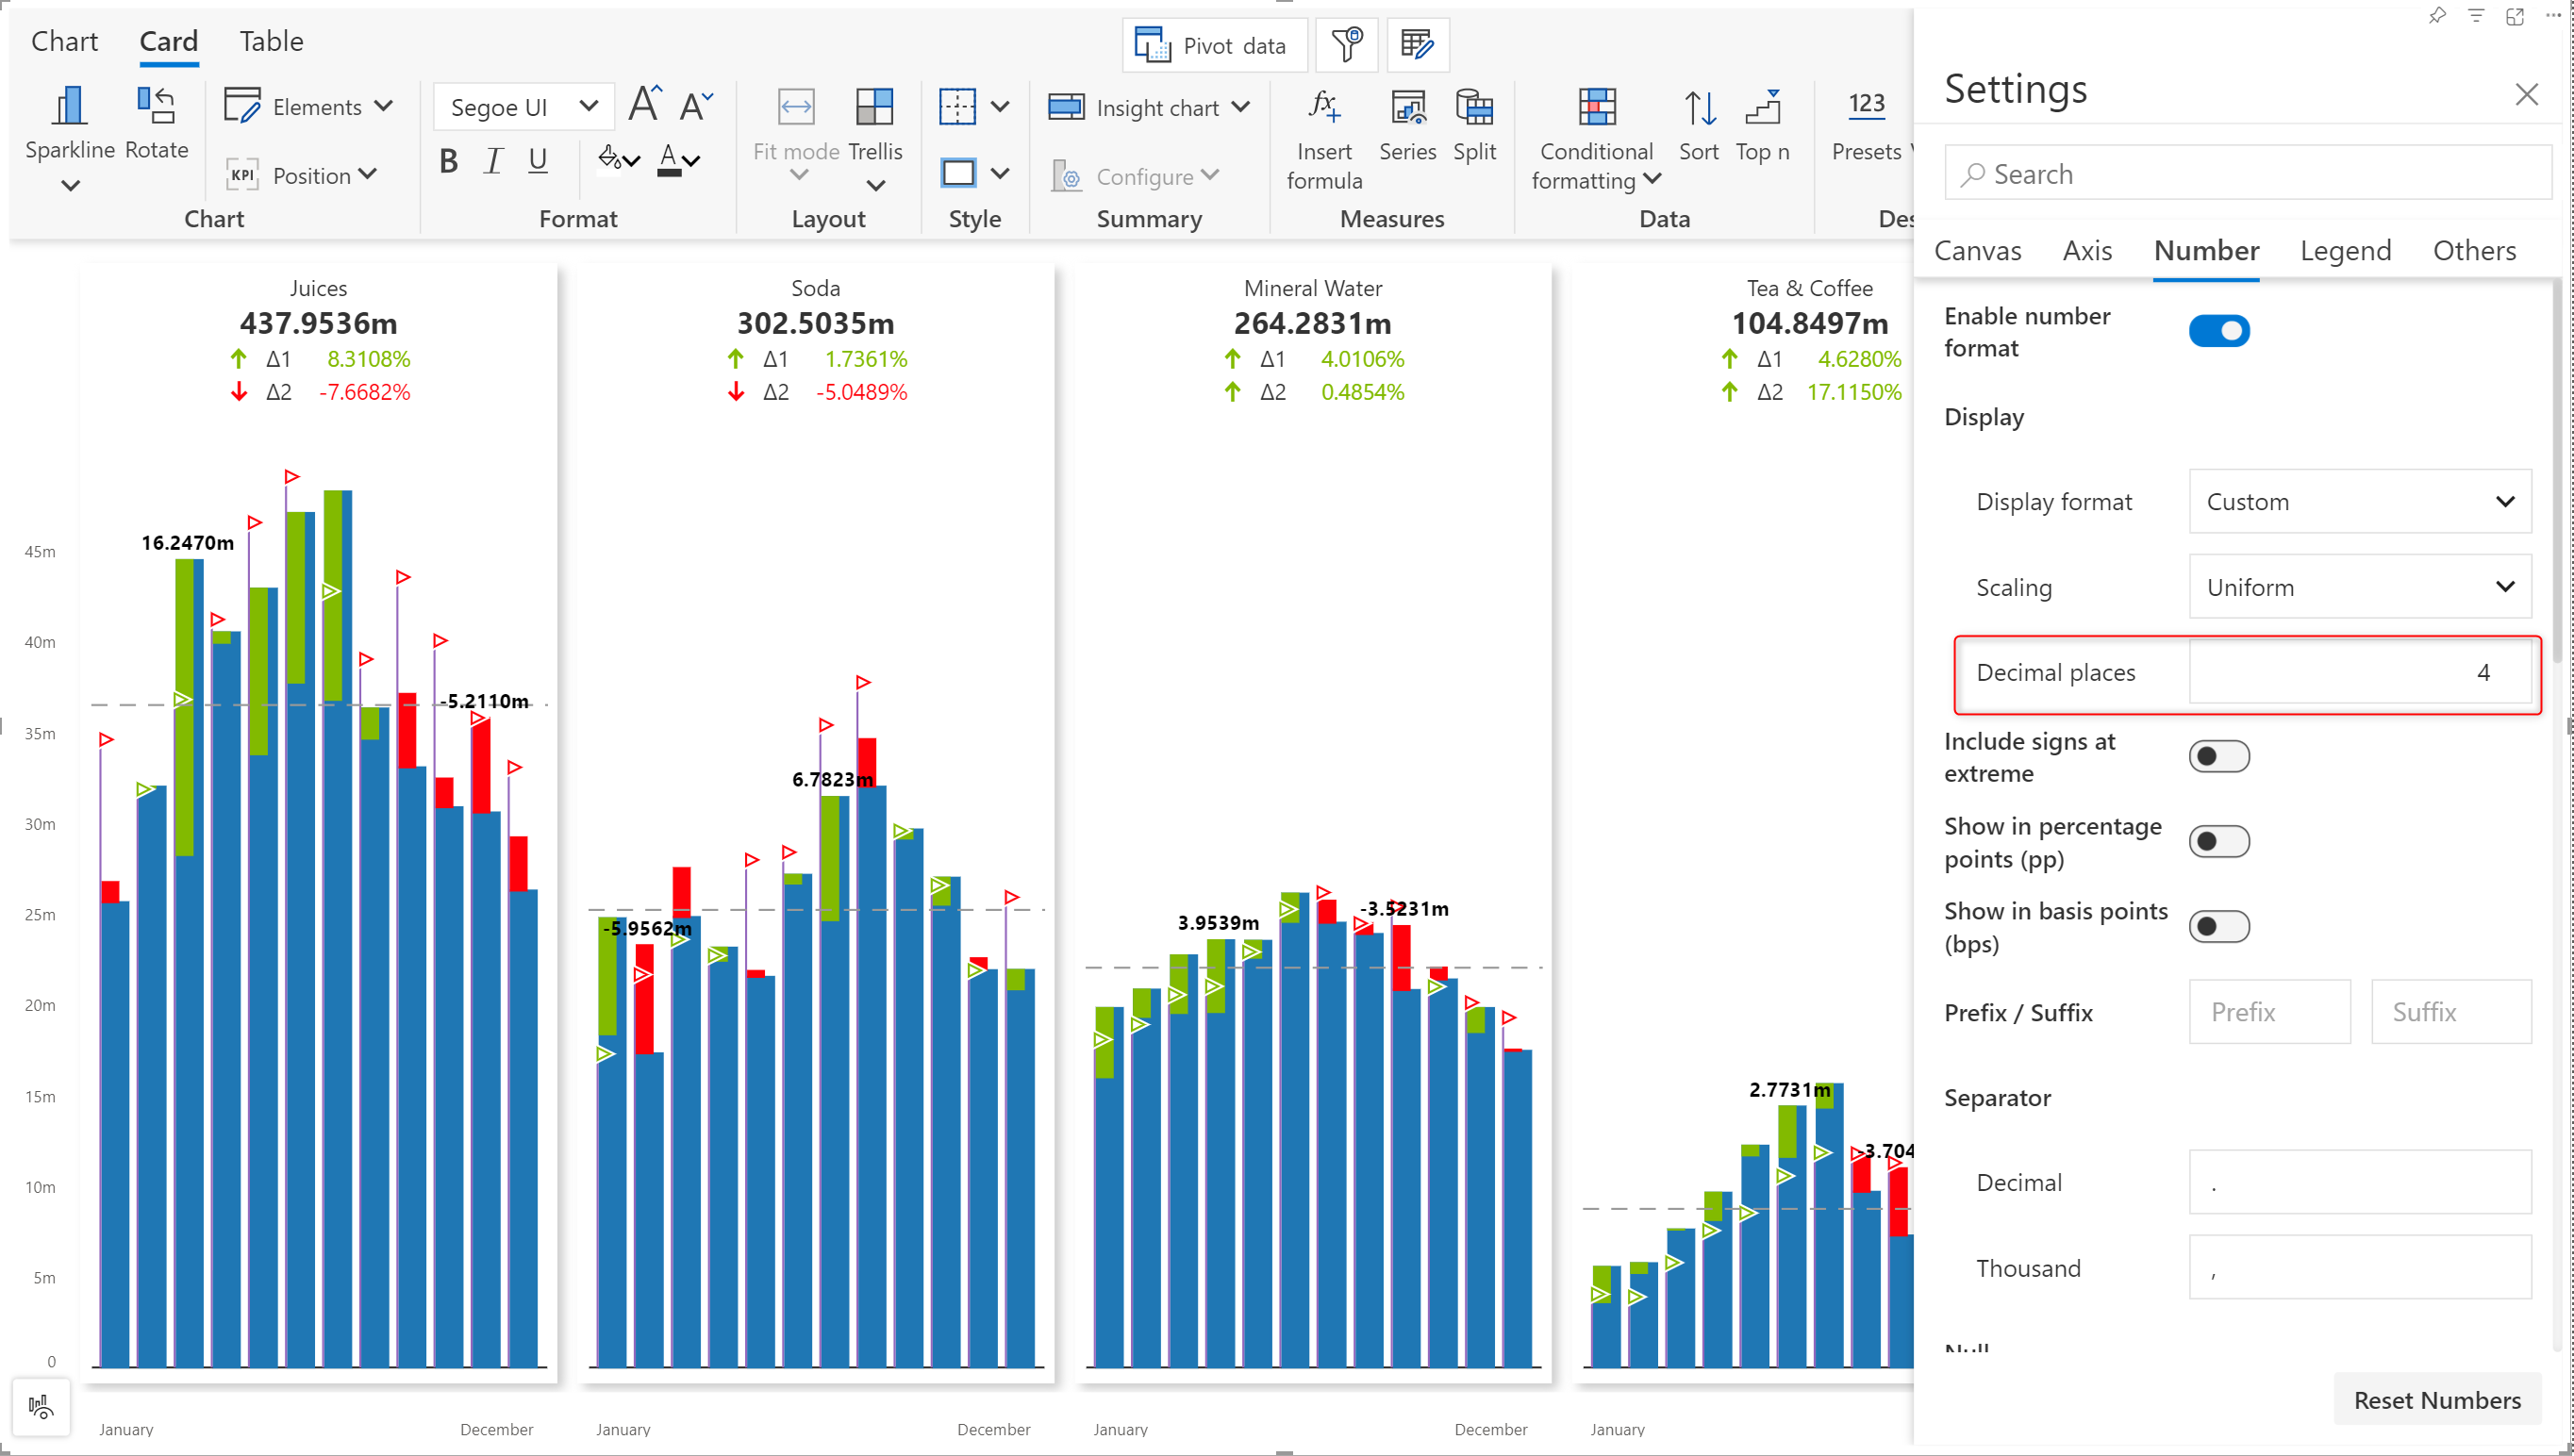 Chart Card Table
Pivot data
Sparkline Rotate
Elements
KPI Position
Chart
Segoe UI
A A
B I U A
Format
Fit mode Trellis
Layout
Style
Insight chart
Configure
Summary
fx
Insert formula
Series Split
Measures
Conditional formatting
Sort Top n
Data
123
Presets
Des
Juices
437.9536m
Δ1 8.3108%
Δ2 -7.6682%
Soda
302.5035m
Δ1 1.7361%
Δ2 -5.0489%
Mineral Water
264.2831m
Δ1 4.0106%
Δ2 0.4854%
Tea & Coffee
104.8497m
Δ1 4.6280%
Δ2 17.1150%
45m
40m
35m
30m
25m
20m
15m
10m
5m
0
16.2470m
-5.2110m
6.7823m
-5.9562m
3.9539m
-3.5231m
2.7731m
-3.704
January December
January December
January December
January
Settings
Search
Canvas Axis Number Legend Others
Enable number
format
Display
Display format Custom
Scaling Uniform
Decimal places 4
Include signs at
extreme
Show in percentage
points (pp)
Show in basis points
(bps)
Prefix / Suffix Prefix Suffix
Separator
Decimal .
Thousand ,
Null
Reset Numbers